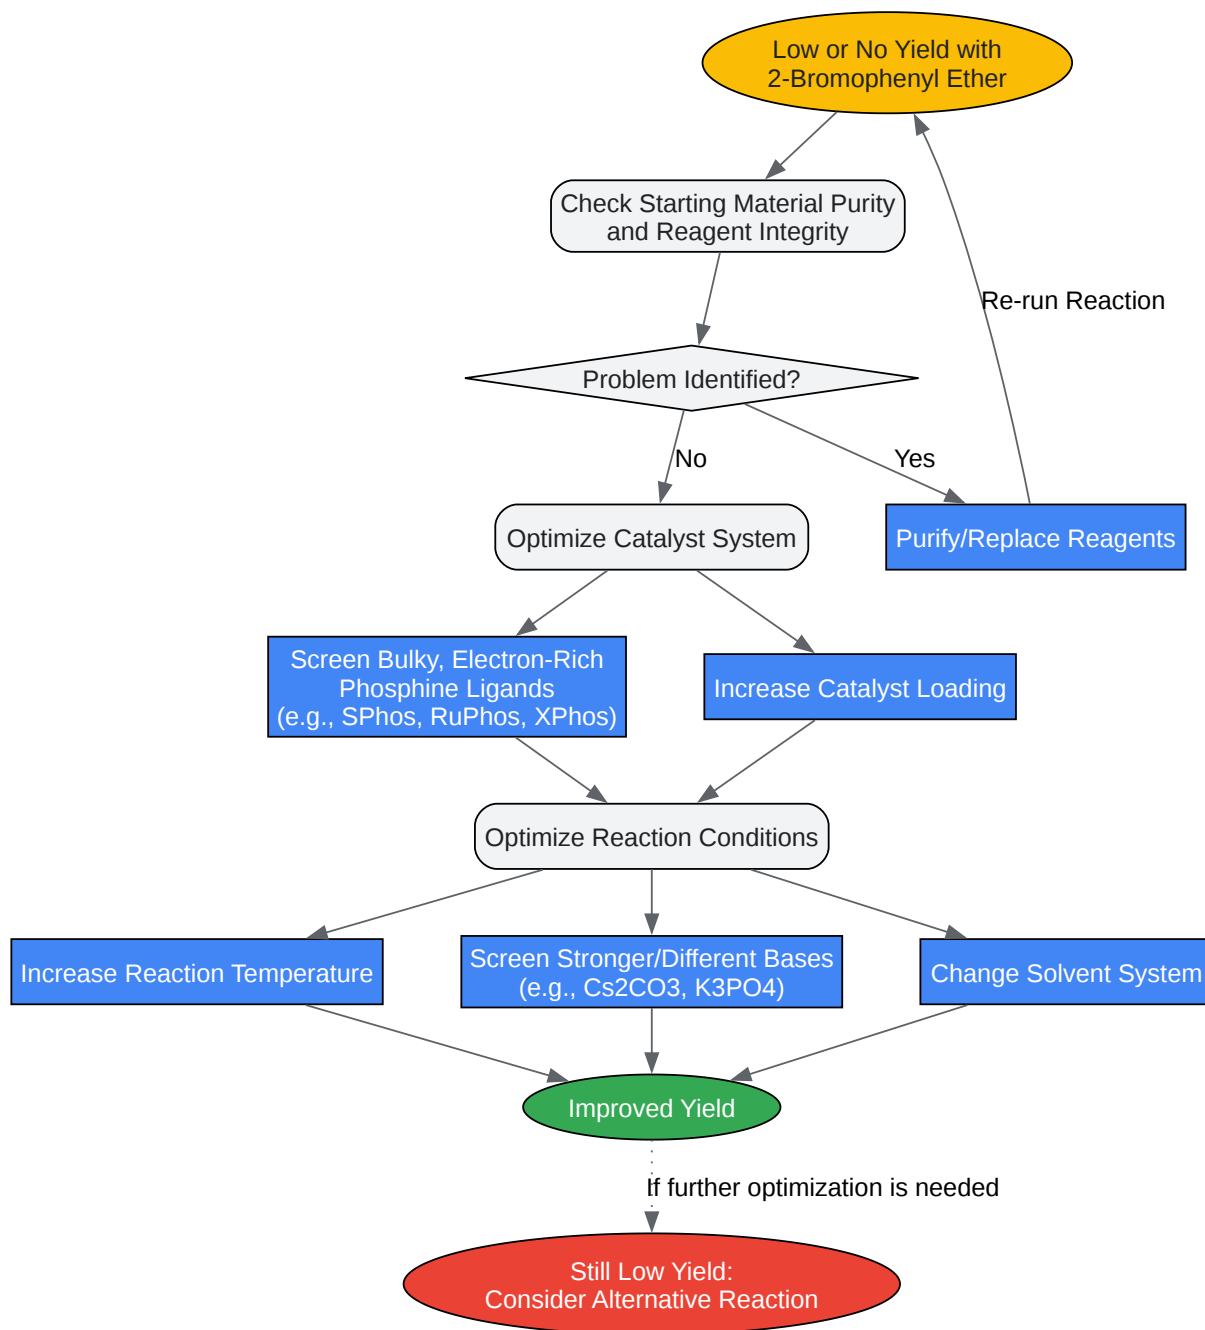 Low or No Yield with
2-Bromophenyl Ether
Check Starting Material Purity
and Reagent Integrity
Re-run Reaction
Problem Identified?
No
Yes
Optimize Catalyst System
Purify/Replace Reagents
Screen Bulky, Electron-Rich
Phosphine Ligands
(e.g., SPhos, RuPhos, XPhos)
Increase Catalyst Loading
Optimize Reaction Conditions
Increase Reaction Temperature
Screen Stronger/Different Bases
(e.g., Cs2CO3, K3PO4)
Change Solvent System
Improved Yield
If further optimization is needed
Still Low Yield:
Consider Alternative Reaction